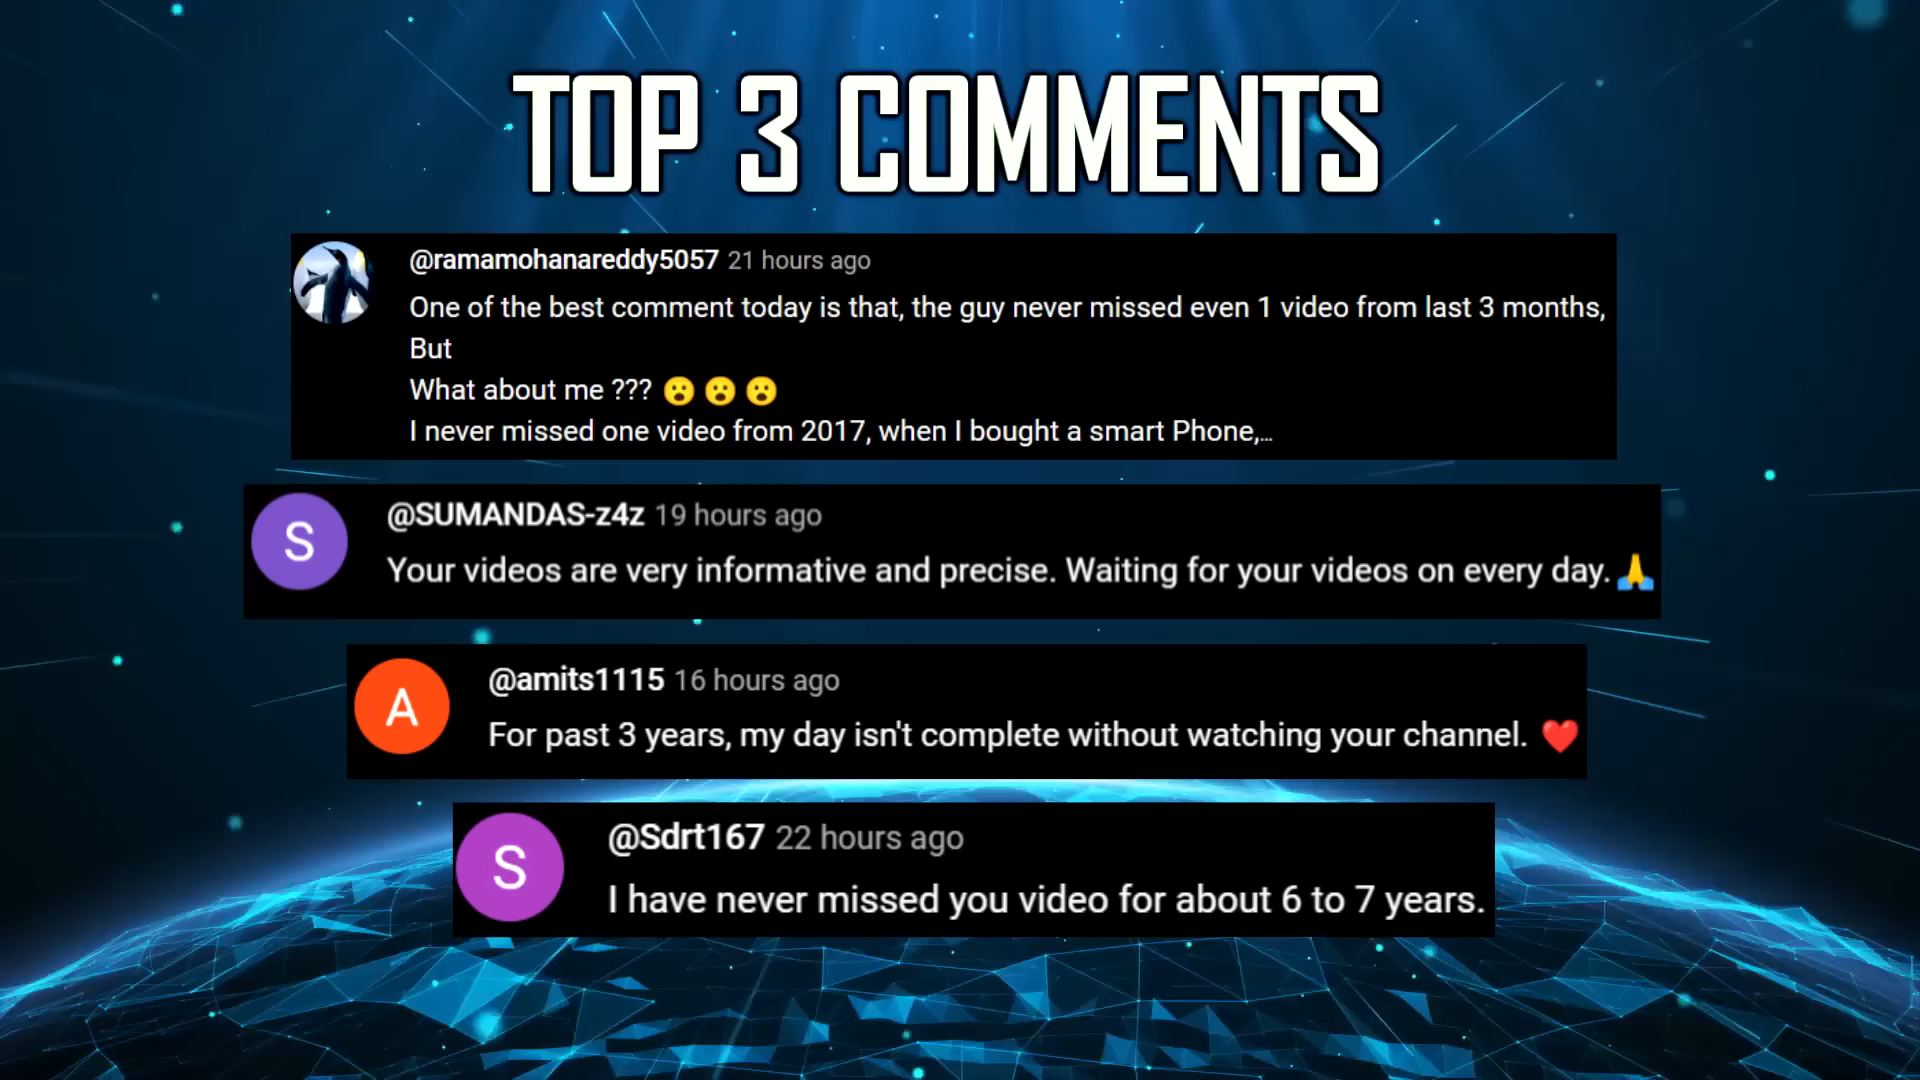 TOP 3 COMMENTS
@ramamohanareddy5057 21 hours ago
One of the best comment today is that, the guy never missed even 1 video from last 3 months,
But
What about me ??? 😮 😮 😮
I never missed one video from 2017, when I bought a smart Phone,...
S
@SUMANDAS-z4z 19 hours ago
Your videos are very informative and precise. Waiting for your videos on every day.🙏
A
@amits1115 16 hours ago
For past 3 years, my day isn't complete without watching your channel. ❤️
S
@Sdrt167 22 hours ago
I have never missed you video for about 6 to 7 years.